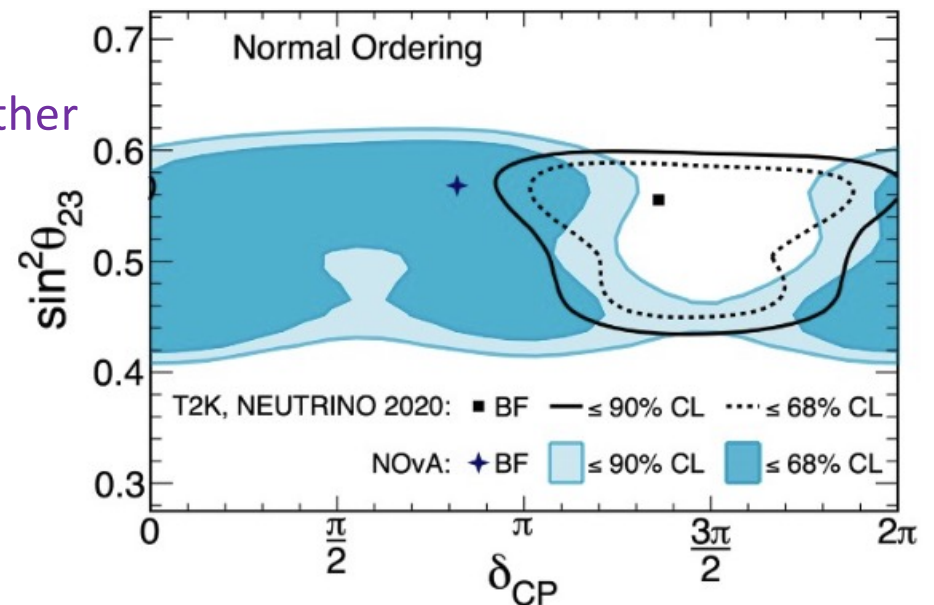 ther
Normal Ordering
0.7
0.6
0.5
0.4
0.3
sin²θ₂₃
T2K, NEUTRINO 2020: BF ≤ 90% CL ≤ 68% CL
NOvA: BF ≤ 90% CL ≤ 68% CL
0 π/2 π 3π/2 2π
δCP